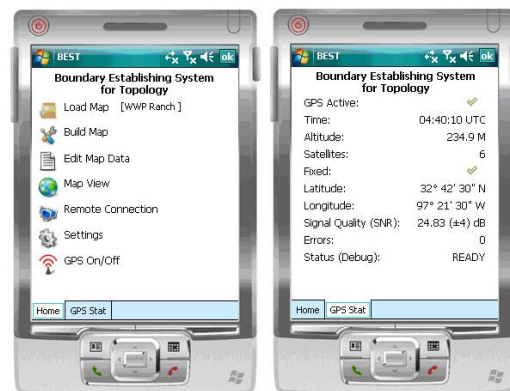 BEST
ok
Boundary Establishing System
for Topology
Load Map [WWP Ranch ]
Build Map
Edit Map Data
Map View
Remote Connection
Settings
GPS On/Off
Home GPS Stat
BEST
ok
Boundary Establishing System
for Topology
GPS Active:
Time: 04:40:10 UTC
Altitude: 234.9 M
Satellites: 6
Fixed:
Latitude: 32° 42' 30" N
Longitude: 97° 21' 30" W
Signal Quality (SNR): 24.83 (±4) dB
Errors: 0
Status (Debug): READY
Home GPS Stat